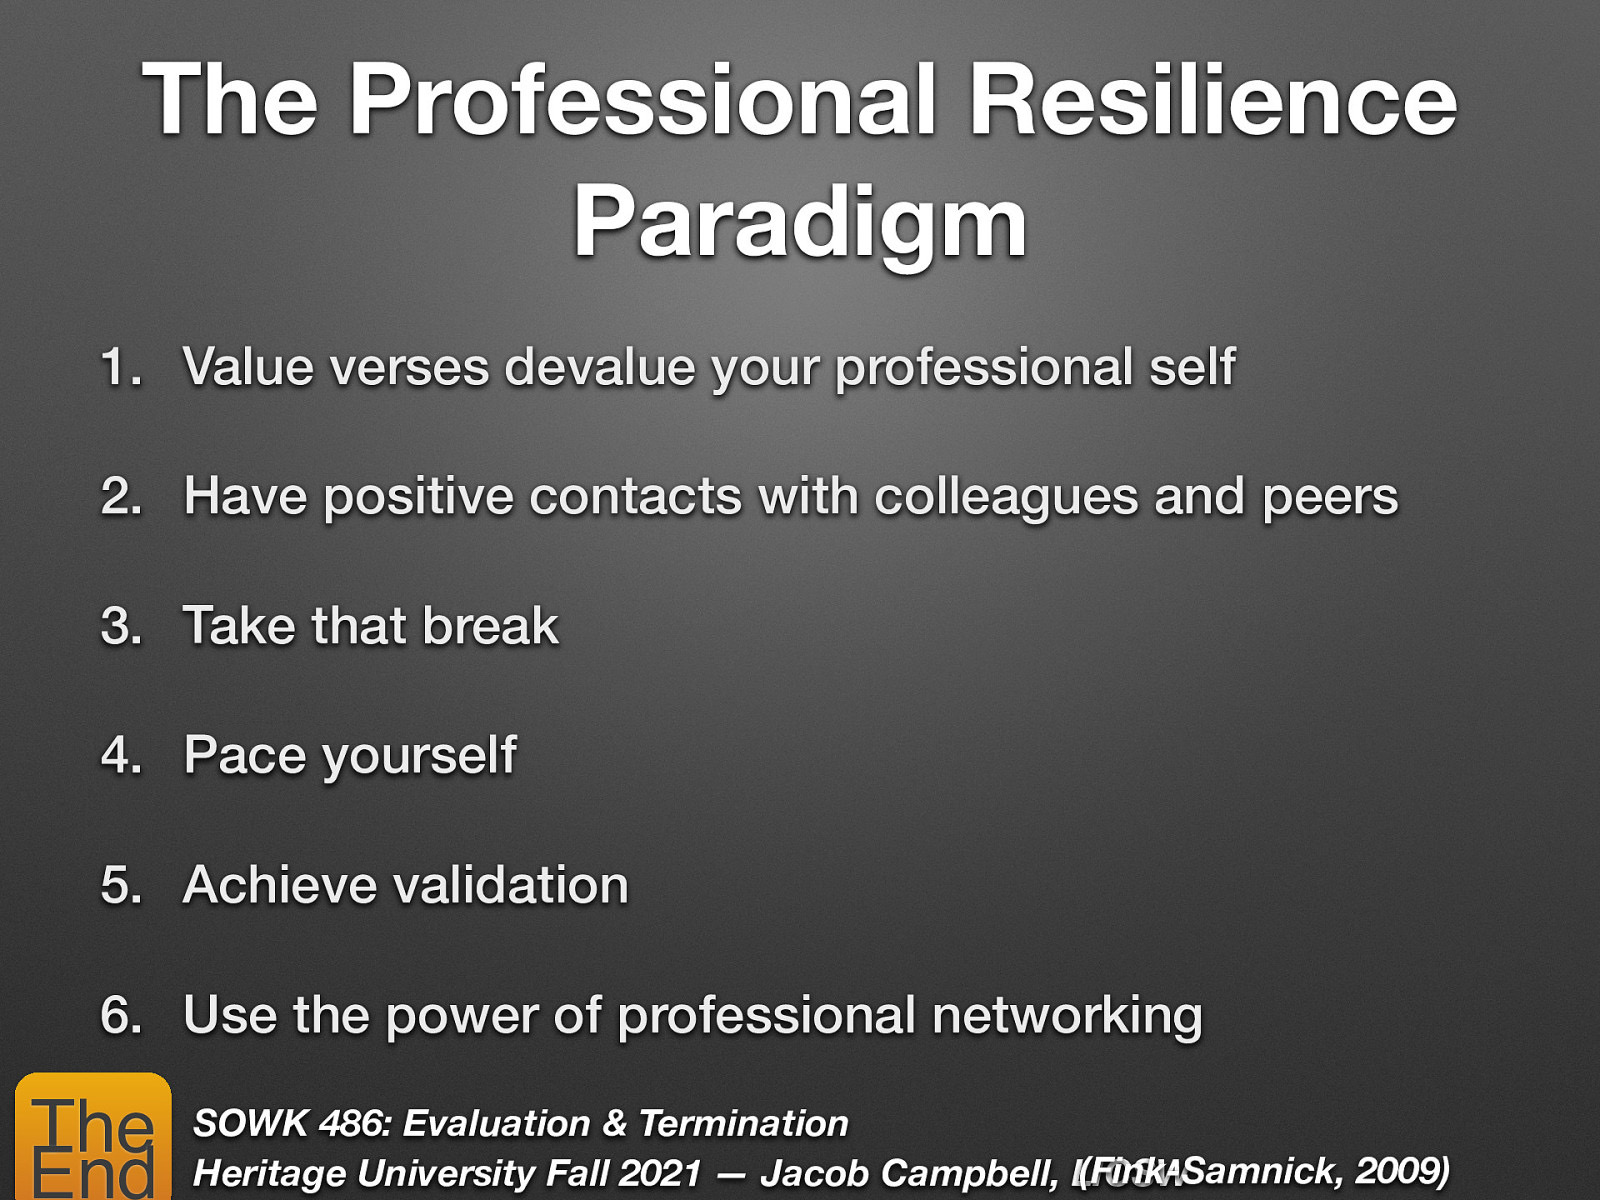 The Professional Resilience
Paradigm
1. Value verses devalue your professional self
2. Have positive contacts with colleagues and peers
3. Take that break
4. Pace yourself
5. Achieve validation
6. Use the power of professional networking
The
End
SOWK 486: Evaluation & Termination
Heritage University Fall 2021 — Jacob Campbell,
(Fink-Samnick, 2009)